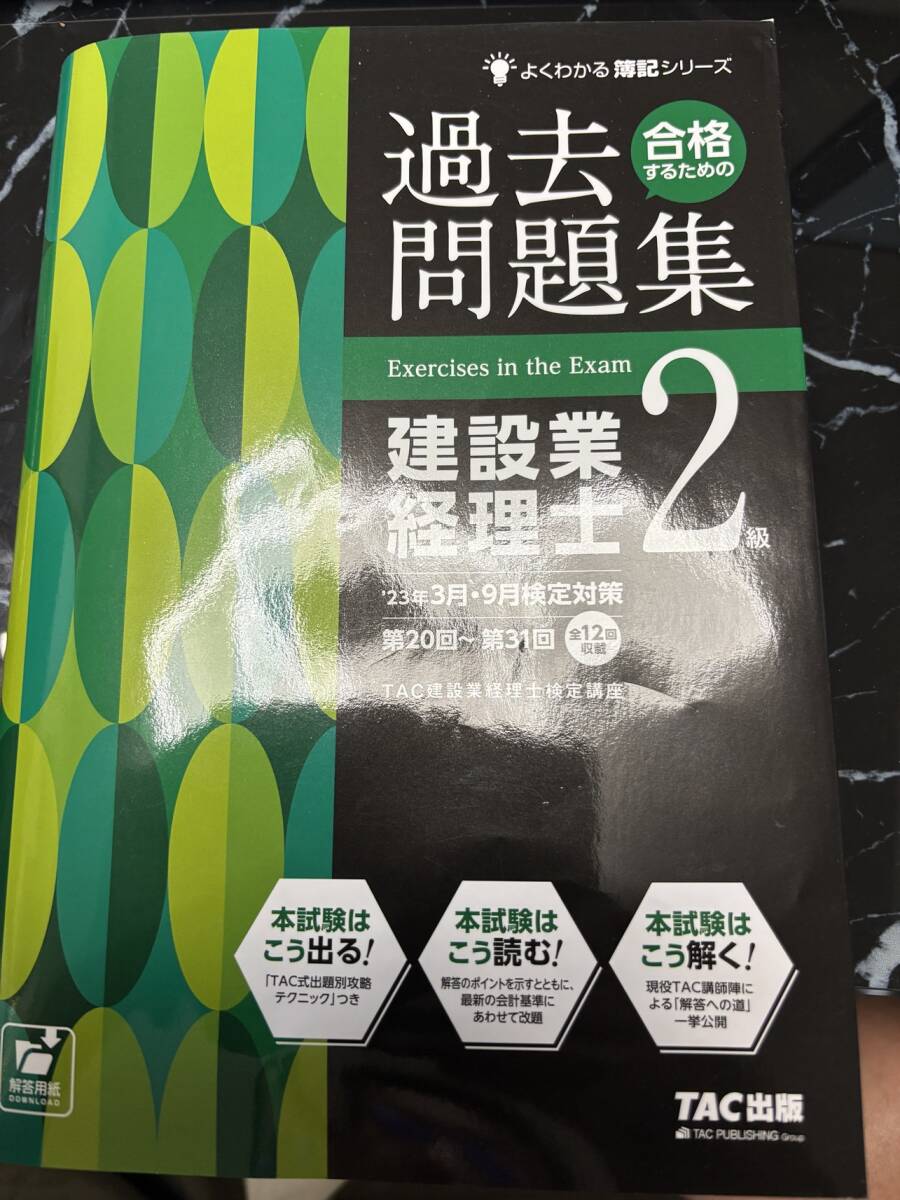 よくわかる簿記シリーズ
合格
するための
過去
問題集
Exercises in the Exam
建設業
経理士
2級
'23年3月・9月検定対策
第20回～第31回
全12回
収載
TAC建設業経理士検定講座
本試験は
こう出る!
「TAC式出題別攻略
テクニック」つき
本試験は
こう読む!
解答のポイントを示すとともに、
最新の会計基準に
あわせて改題
本試験は
こう解く!
現役TAC講師陣に
よる「解答への道」
一挙公開
解答用紙
DOWNLOAD
TAC出版
TAC PUBLISHING Group